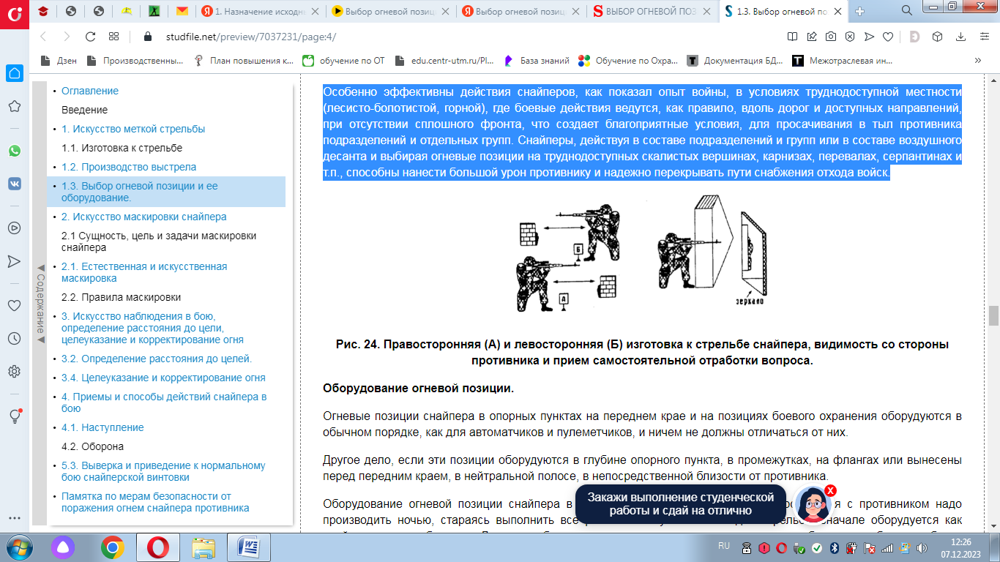 1. Назначение исходнь
Выбор огневой позиц
Выбор огневой позиц
ВЫБОР ОГНЕВОЙ ПОЗ
1.3. Выбор огневой по
studfile.net/preview/7037231/page:4/
Дзен
Производственны...
План повышения к...
обучение по ОТ
edu.centr-utm.ru/Pl...
База знаний
Обучение по Охра...
Документация БД...
Межотраслевая ин...
Содержание
Оглавление
Введение
1. Искусство меткой стрельбы
1.1. Изготовка к стрельбе
1.2. Производство выстрела
1.3. Выбор огневой позиции и ее
оборудование.
2. Искусство маскировки снайпера
2.1 Сущность, цель и задачи маскировки
снайпера
2.1. Естественная и искусственная
маскировка
2.2. Правила маскировки
3. Искусство наблюдения в бою,
определение расстояния до цели,
целеуказание и корректирование огня
3.2. Определение расстояния до целей.
3.4. Целеуказание и корректирование огня
4. Приемы и способы действий снайпера в
бою
4.1. Наступление
4.2. Оборона
5.3. Выверка и приведение к нормальному
бою снайперской винтовки
Памятка по мерам безопасности от
поражения огнем снайпера противника
Особенно эффективны действия снайперов, как показал опыт войны, в условиях труднодоступной местности
(лесисто-болотистой, горной), где боевые действия ведутся, как правило, вдоль дорог и доступных направлений,
при отсутствии сплошного фронта, что создает благоприятные условия, для просачивания в тыл противника
подразделений и отдельных групп. Снайперы, действуя в составе подразделений и групп или в составе воздушного
десанта и выбирая огневые позиции на труднодоступных скалистых вершинах, карнизах, перевалах, серпантинах и
т.п., способны нанести большой урон противнику и надежно перекрывать пути снабжения отхода войск.
Б
А
зеркало
Рис. 24. Правосторонняя (А) и левосторонняя (Б) изготовка к стрельбе снайпера, видимость со стороны
противника и прием самостоятельной отработки вопроса.
Оборудование огневой позиции.
Огневые позиции снайпера в опорных пунктах на переднем крае и на позициях боевого охранения оборудуются в
обычном порядке, как для автоматчиков и пулеметчиков, и ничем не должны отличаться от них.
Другое дело, если эти позиции оборудуются в глубине опорного пункта, в промежутках, на флангах или вынесены
перед передним краем, в нейтральной полосе, в непосредственной близости от противника.
Оборудование огневой позиции снайпера в я с противником надо
производить ночью, стараясь выполнить все
Закажи выполнение студенческой
работы и сдай на отлично
X
RU
12:26
07.12.2023